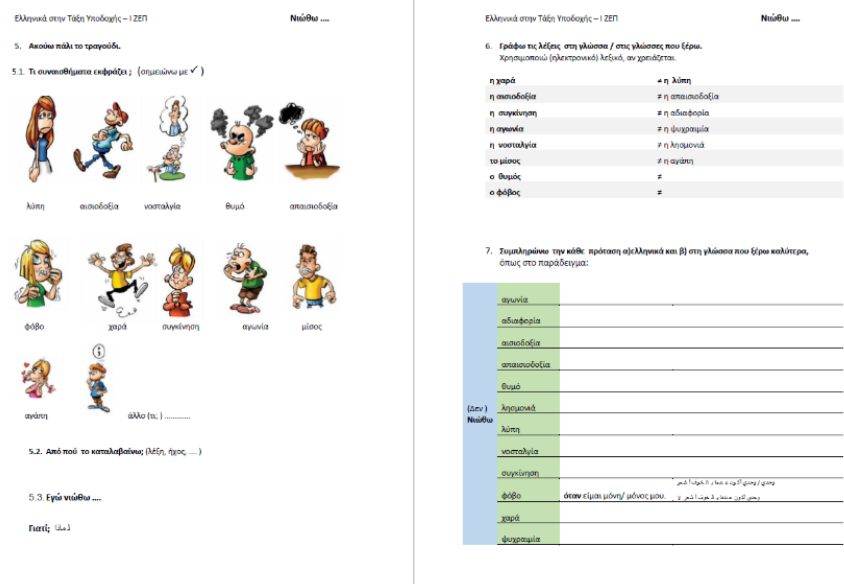 Ελληνικά στην Τάξη Υποδοχής – Ι ΖΕΠ Νιώθω ....
5. Ακούω πάλι το τραγούδι.
5.1. Τι συναισθήματα εκφράζει ; (σημειώνω με ✓ )
λύπη αισιοδοξία νοσταλγία θυμό απαισιοδοξία
φόβο χαρά συγκίνηση αγωνία μίσος
αγάπη άλλο (τι; ) ............
5.2. Από πού το καταλαβαίνω; (λέξη, ήχος, .... )
5.3. Εγώ νιώθω ....
Γιατί; لماذا
Ελληνικά στην Τάξη Υποδοχής – Ι ΖΕΠ Νιώθω ....
6. Γράφω τις λέξεις στη γλώσσα / στις γλώσσες που ξέρω.
Χρησιμοποιώ (ηλεκτρονικό) λεξικό, αν χρειάζεται.
η χαρά ≠ η λύπη
η αισιοδοξία ≠ η απαισιοδοξία
η συγκίνηση ≠ η αδιαφορία
η αγωνία ≠ η ψυχραιμία
η νοσταλγία ≠ η λησμονιά
το μίσος ≠ η αγάπη
ο θυμός ≠
ο φόβος ≠
7. Συμπληρώνω την κάθε πρόταση α)ελληνικά και β) στη γλώσσα που ξέρω καλύτερα,
όπως στο παράδειγμα:
(Δεν )
Νιώθω
αγωνία
αδιαφορία
αισιοδοξία
απαισιοδοξία
θυμό
λησμονιά
λύπη
νοσταλγία
συγκίνηση
φόβο όταν είμαι μόνη/ μόνος μου.
χαρά
ψυχραιμία